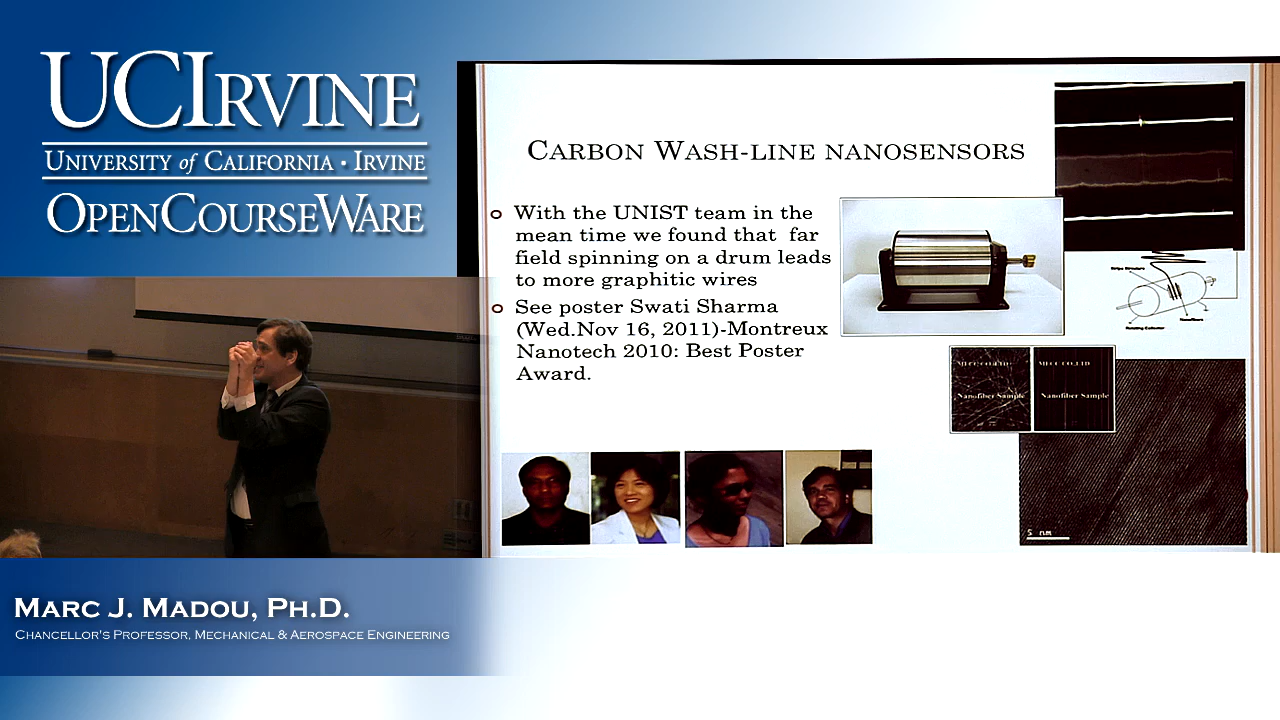 UCIRVINE
UNIVERSITY of CALIFORNIA · IRVINE
OPENCOURSEWARE
CARBON WASH-LINE NANOSENSORS
With the UNIST team in the
mean time we found that far
field spinning on a drum leads
to more graphitic wires
See poster Swati Sharma
(Wed.Nov 16, 2011)-Montreux
Nanotech 2010: Best Poster
Award.
Rotating Collector
Nanofibers
Nanofiber Sample
Nanofiber Sample
5 nm
MARC J. MADOU, PH.D.
CHANCELLOR'S PROFESSOR, MECHANICAL & AEROSPACE ENGINEERING